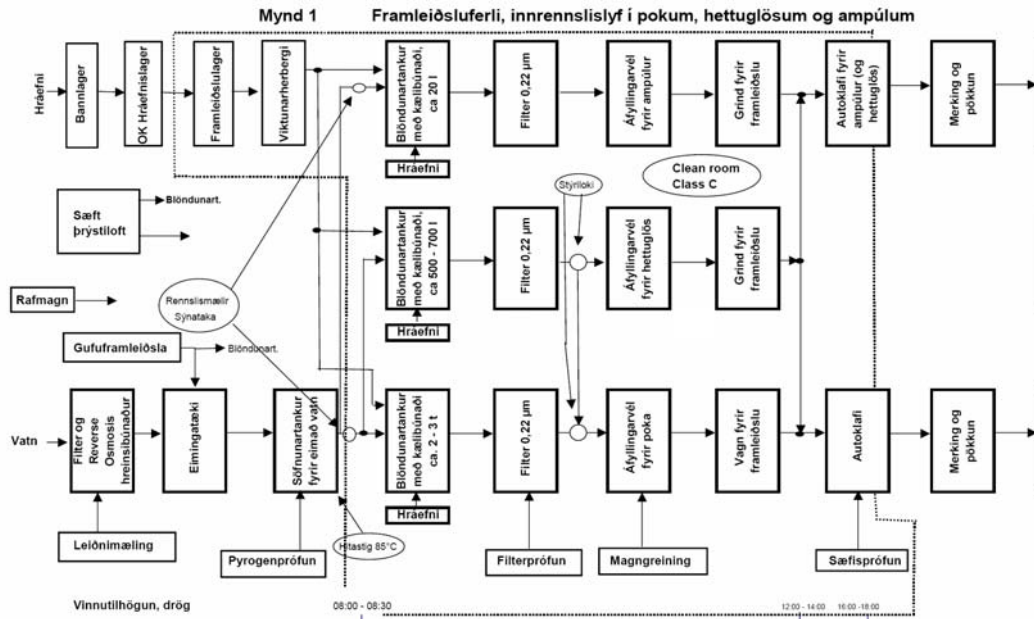 Mynd 1 Framleiðsluferli, innrennslislyf í pokum, hettuglösum og ampúlum
Hráefni
Bannlager
OK Hráefnislager
Framleiðslulager
Viktunarherbergi
Blöndunartankur
með kælibúnaði,
ca 20 l
Hráefni
Filter 0,22 µm
Áfyllingarvél
fyrir ampúlur
Grind fyrir
framleiðslu
Autoklafi fyrir
ampúlur (og
hettuglös)
Merking og
pökkun
Clean room
Class C
Stýriloki
Sæft
þrýstiloft
Blöndunart.
Rafmagn
Rennslismælir
Sýnataka
Gufuframleiðsla
Blöndunart.
Blöndunartankur
með kælibúnaði,
ca 500 - 700 l
Hráefni
Filter 0,22 µm
Áfyllingarvél
fyrir hettuglös
Grind fyrir
framleiðslu
Vatn
Filter og
Reverse
Osmosis
hreinsibúnaður
Eimingatæki
Söfnunartankur
fyrir eimað vatn
Blöndunartankur
með kælibúnaði
ca. 2 - 3 t
Hráefni
Filter 0,22 µm
Áfyllingarvél
fyrir poka
Vagn fyrir
framleiðslu
Autoklafi
Merking og
pökkun
Leiðnimæling
Pyrogenprófun
Hitastig 85°C
Filterprófun
Magngreining
Sæfisprófun
Vinnutilhögun, drög
08:00 - 08:30
12:00 - 14:00
16:00 -18:00